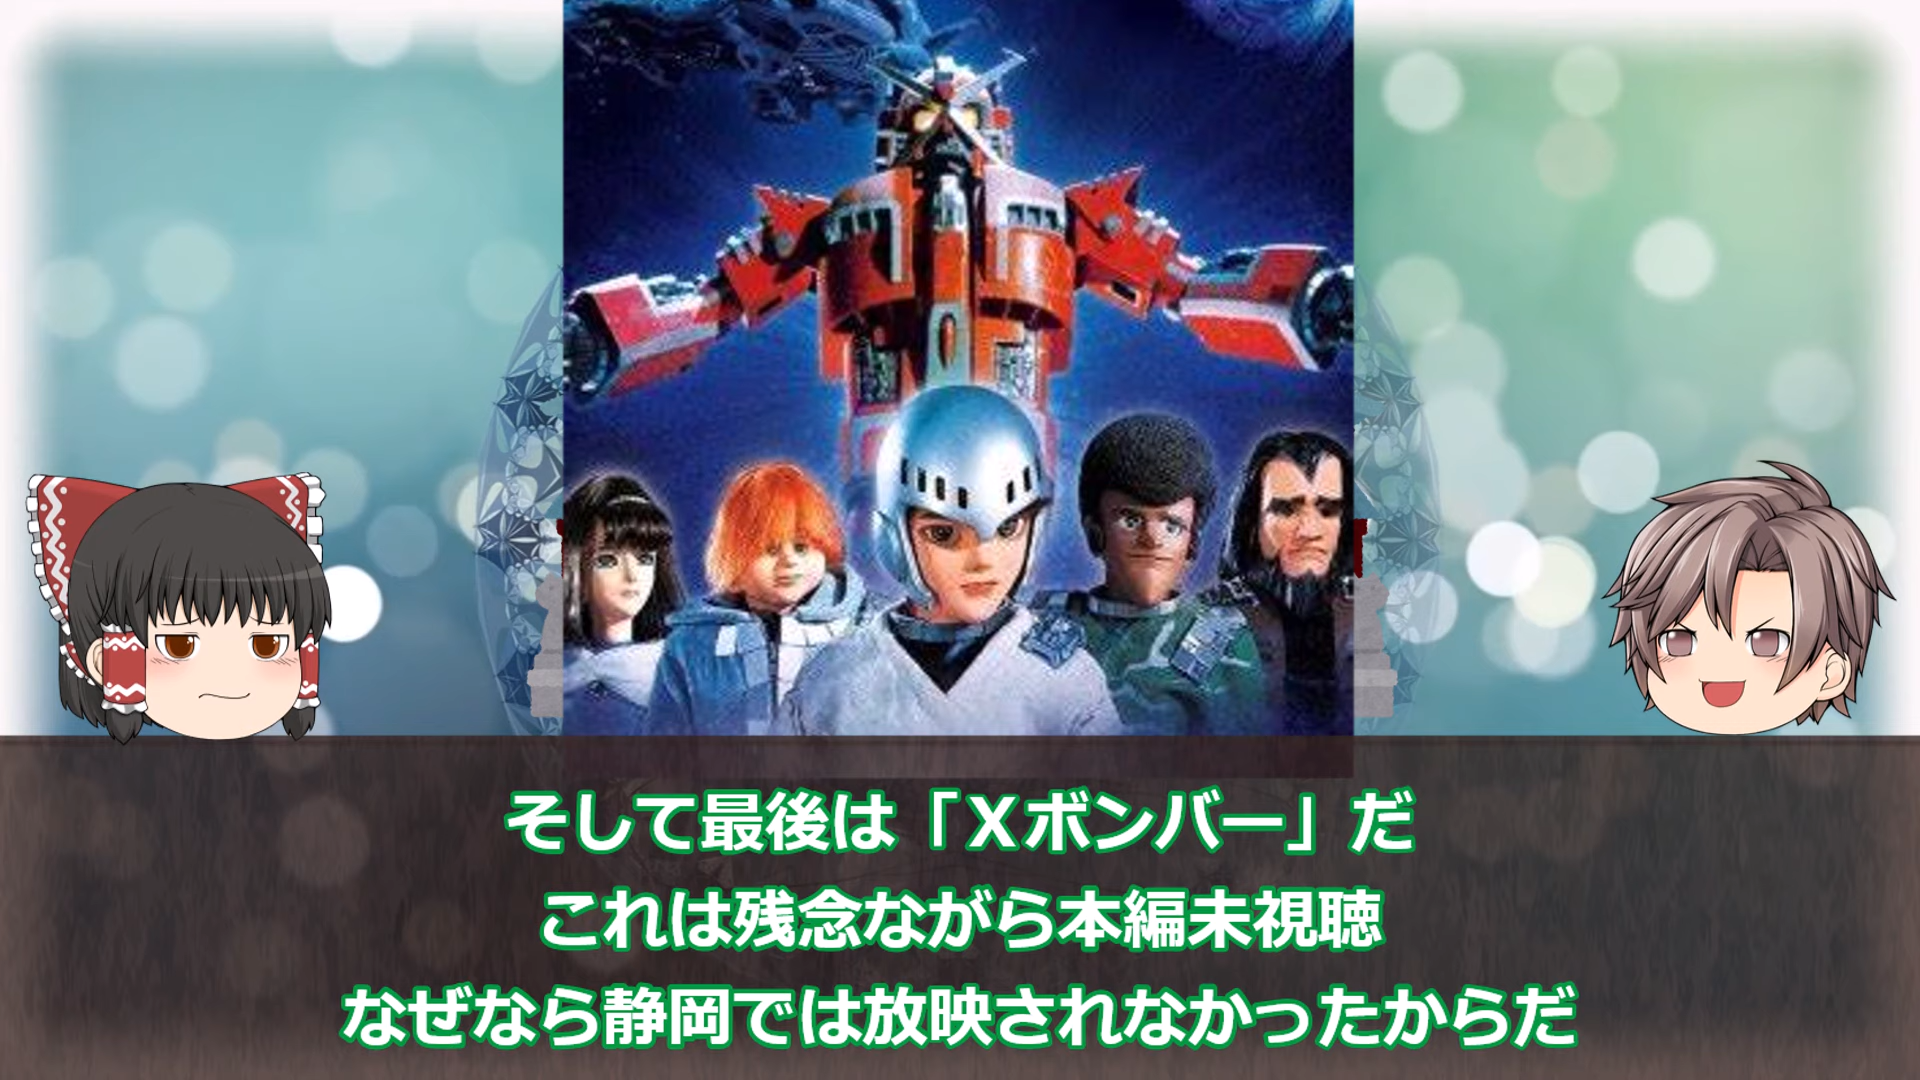 そして最後は「Ｘボンバー」だ
これは残念ながら本編未視聴
なぜなら静岡では放映されなかったからだ